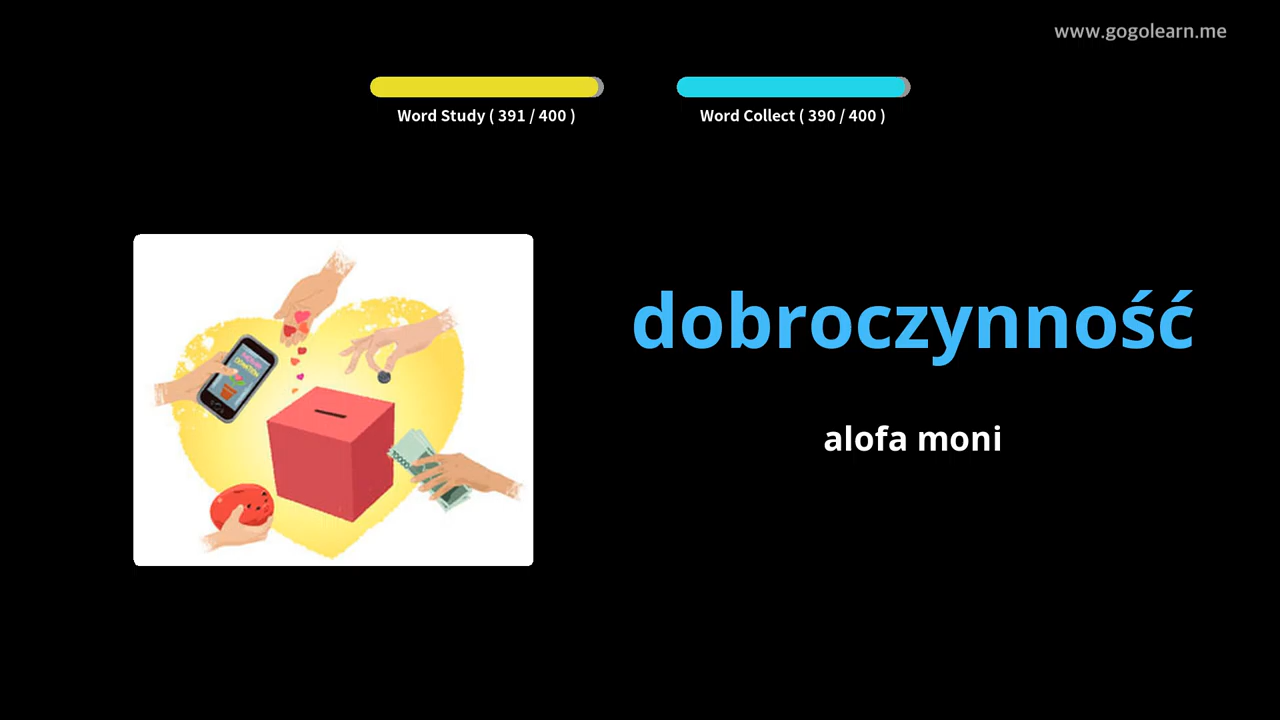 www.gogolearn.me
Word Study ( 391 / 400 )
Word Collect ( 390 / 400 )
dobroczynność
alofa moni